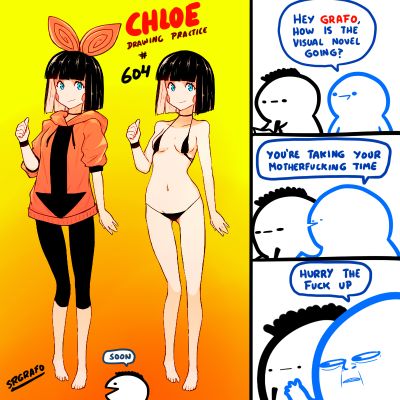 CHLOE
DRAWING PRACTICE
# 604
SRGRAFO
SOON
HEY GRAFO,
HOW IS THE
VISUAL NOVEL
GOING?
YOU'RE TAKING YOUR
MOTHERFUCKING TIME
HURRY THE
FUCK UP